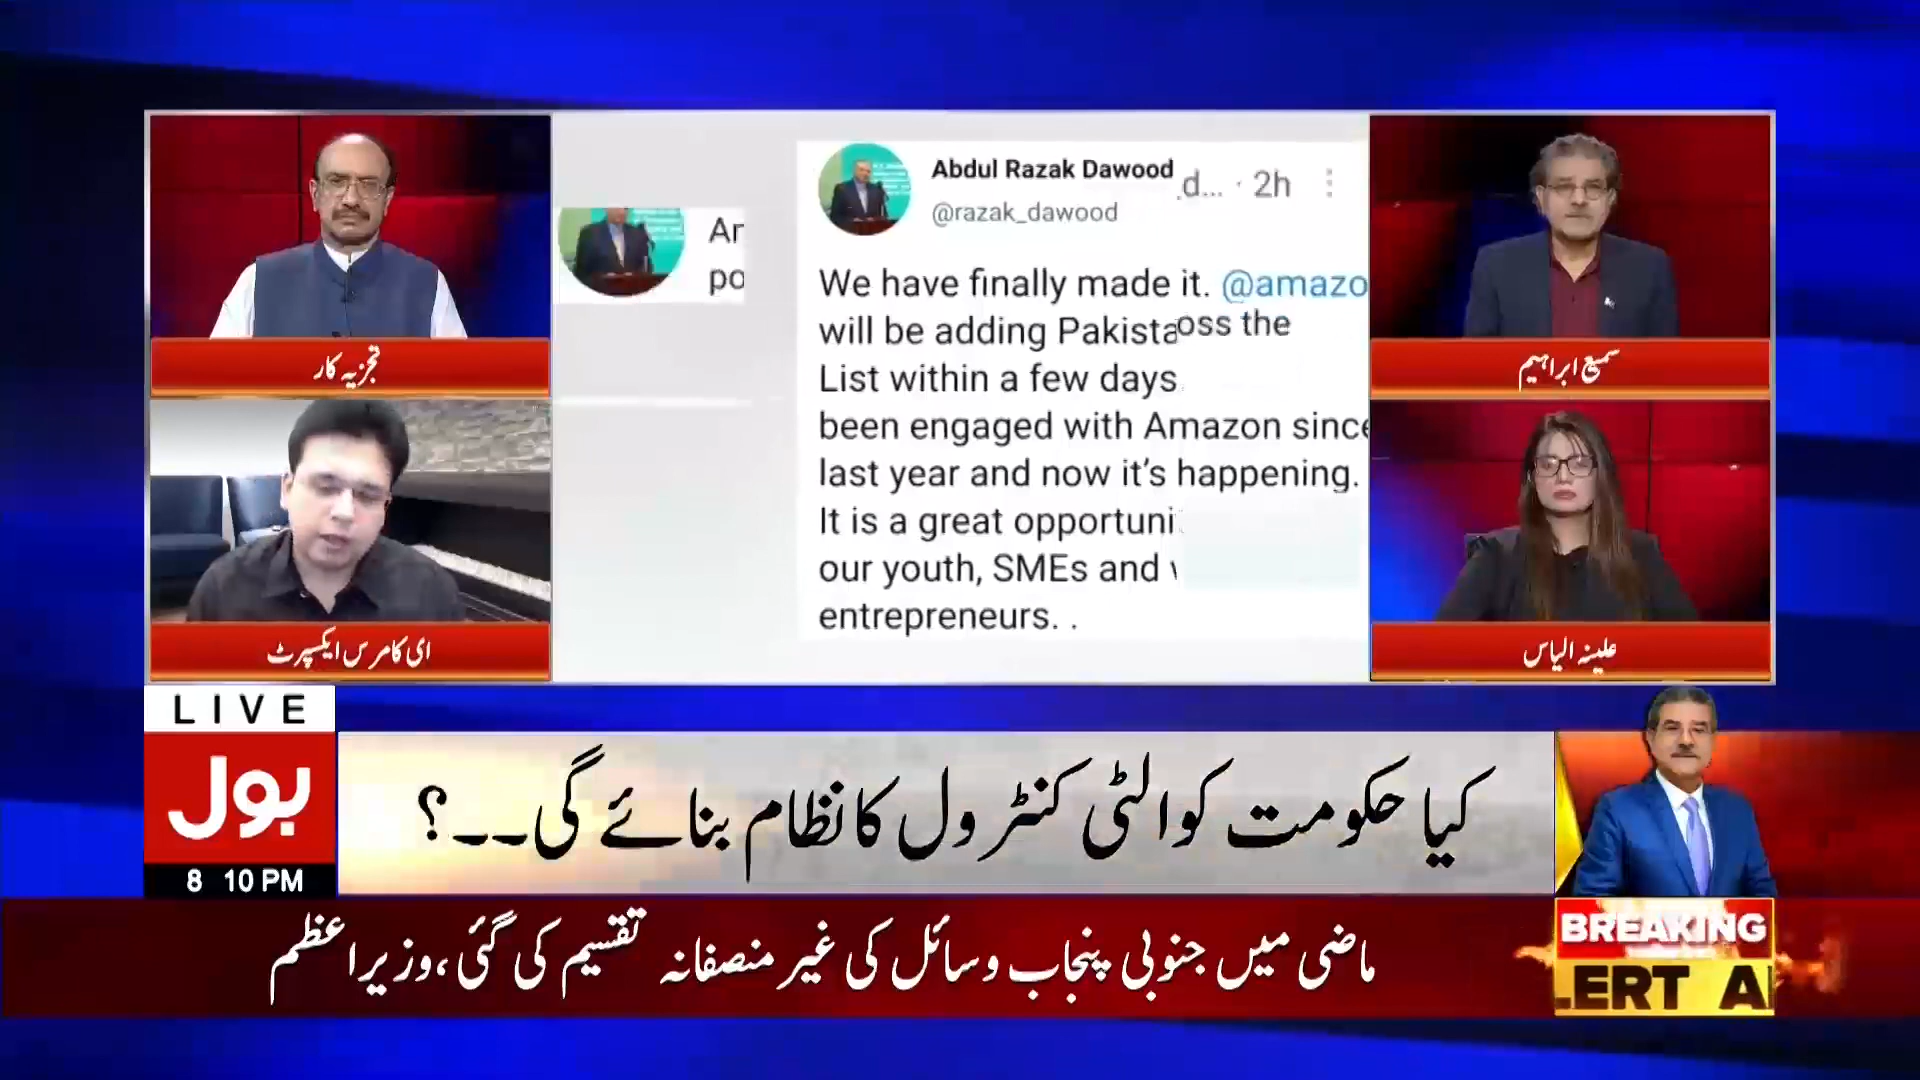 Abdul Razak Dawood
@razak_dawood
d... · 2h
An
po
We have finally made it. @amazo
will be adding Pakista
oss the
List within a few days
been engaged with Amazon since
last year and now it's happening.
It is a great opportuni
our youth, SMEs and
entrepreneurs. .
تجزیہ کار
سمیع ابراہیم
ای کامرس ایکسپرٹ
علینہ الیاس
LIVE
بول
8 10 PM
کیا حکومت کوالٹی کنٹرول کا نظام بنائے گی۔۔۔؟
ماضی میں جنوبی پنجاب وسائل کی غیر منصفانہ تقسیم کی گئی، وزیراعظم
BREAKING
LERT A